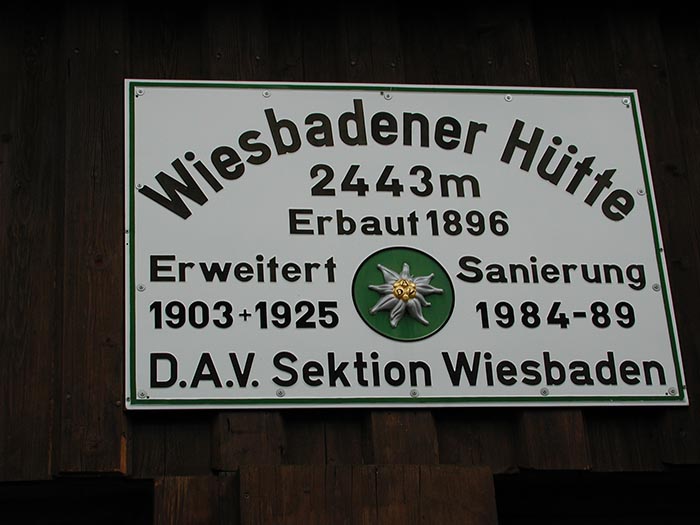 Wiesbadener Hütte
2443m
Erbaut 1896
Erweitert Sanierung
1903+1925 1984-89
D.A.V. Sektion Wiesbaden